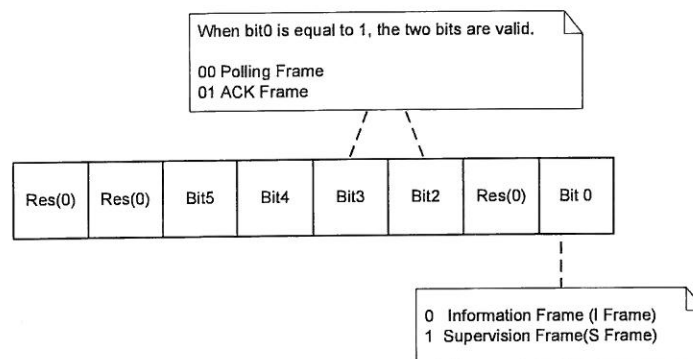 When bit0 is equal to 1, the two bits are valid.
00 Polling Frame
01 ACK Frame
Res(0) Res(0) Bit5 Bit4 Bit3 Bit2 Res(0) Bit 0
0 Information Frame (I Frame)
1 Supervision Frame(S Frame)